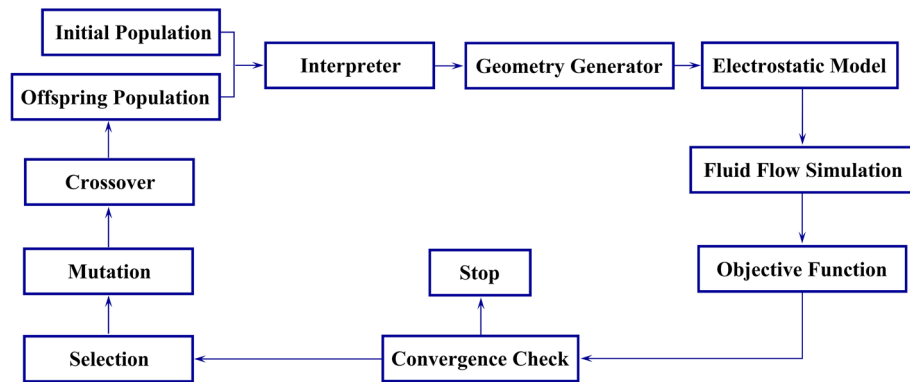 Initial Population
Offspring Population
Interpreter
Geometry Generator
Electrostatic Model
Fluid Flow Simulation
Objective Function
Convergence Check
Stop
Selection
Mutation
Crossover